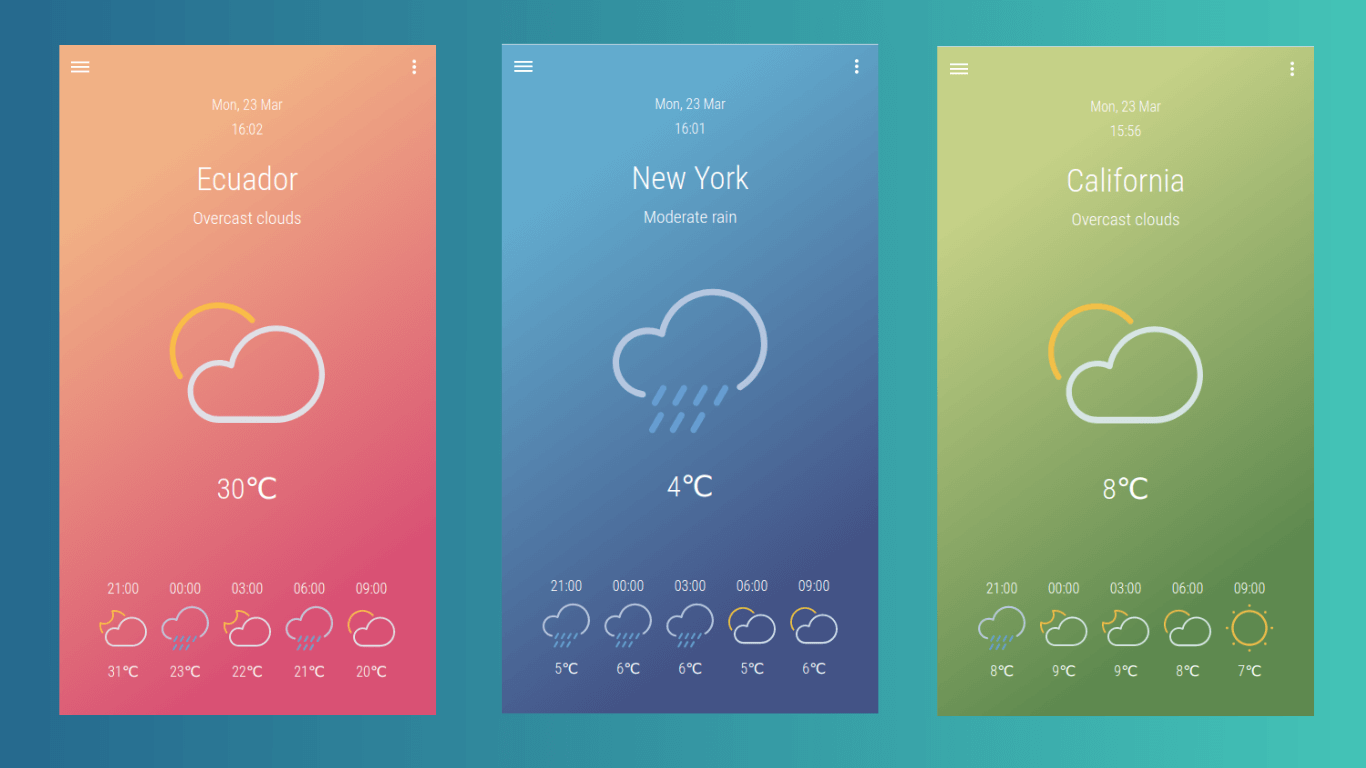 Mon, 23 Mar
16:02
Ecuador
Overcast clouds
30℃
21:00 00:00 03:00 06:00 09:00
31℃ 23℃ 22℃ 21℃ 20℃
Mon, 23 Mar
16:01
New York
Moderate rain
4℃
21:00 00:00 03:00 06:00 09:00
5℃ 6℃ 6℃ 5℃ 6℃
Mon, 23 Mar
15:56
California
Overcast clouds
8℃
21:00 00:00 03:00 06:00 09:00
8℃ 9℃ 9℃ 8℃ 7℃